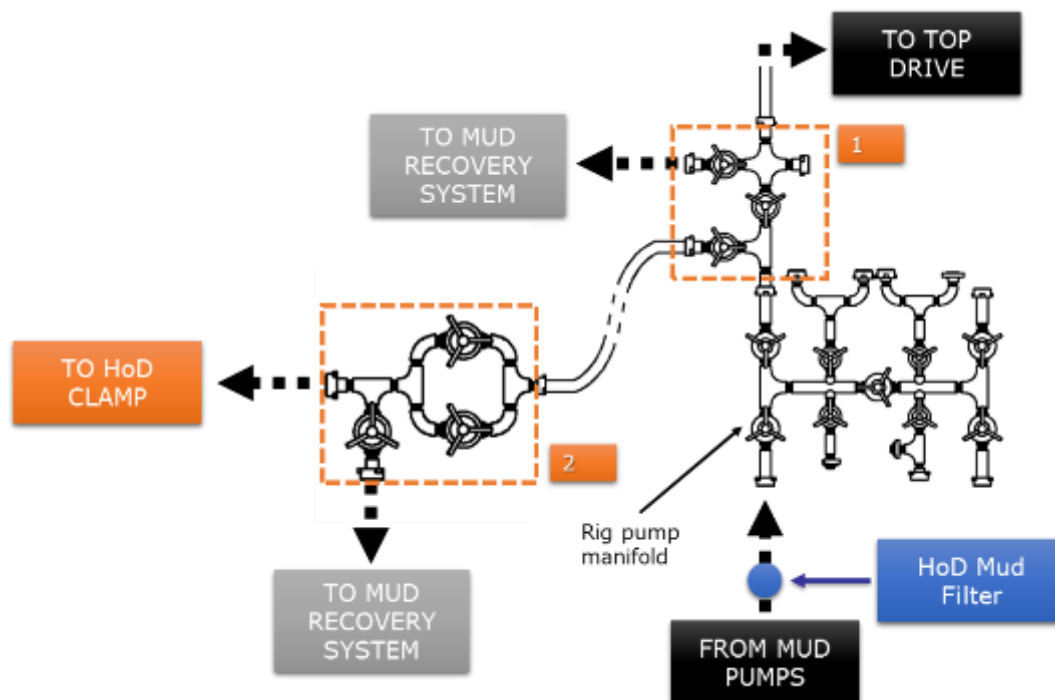 TO TOP
DRIVE
TO MUD
RECOVERY
SYSTEM
1
TO HoD
CLAMP
2
Rig pump
manifold
TO MUD
RECOVERY
SYSTEM
HoD Mud
Filter
FROM MUD
PUMPS